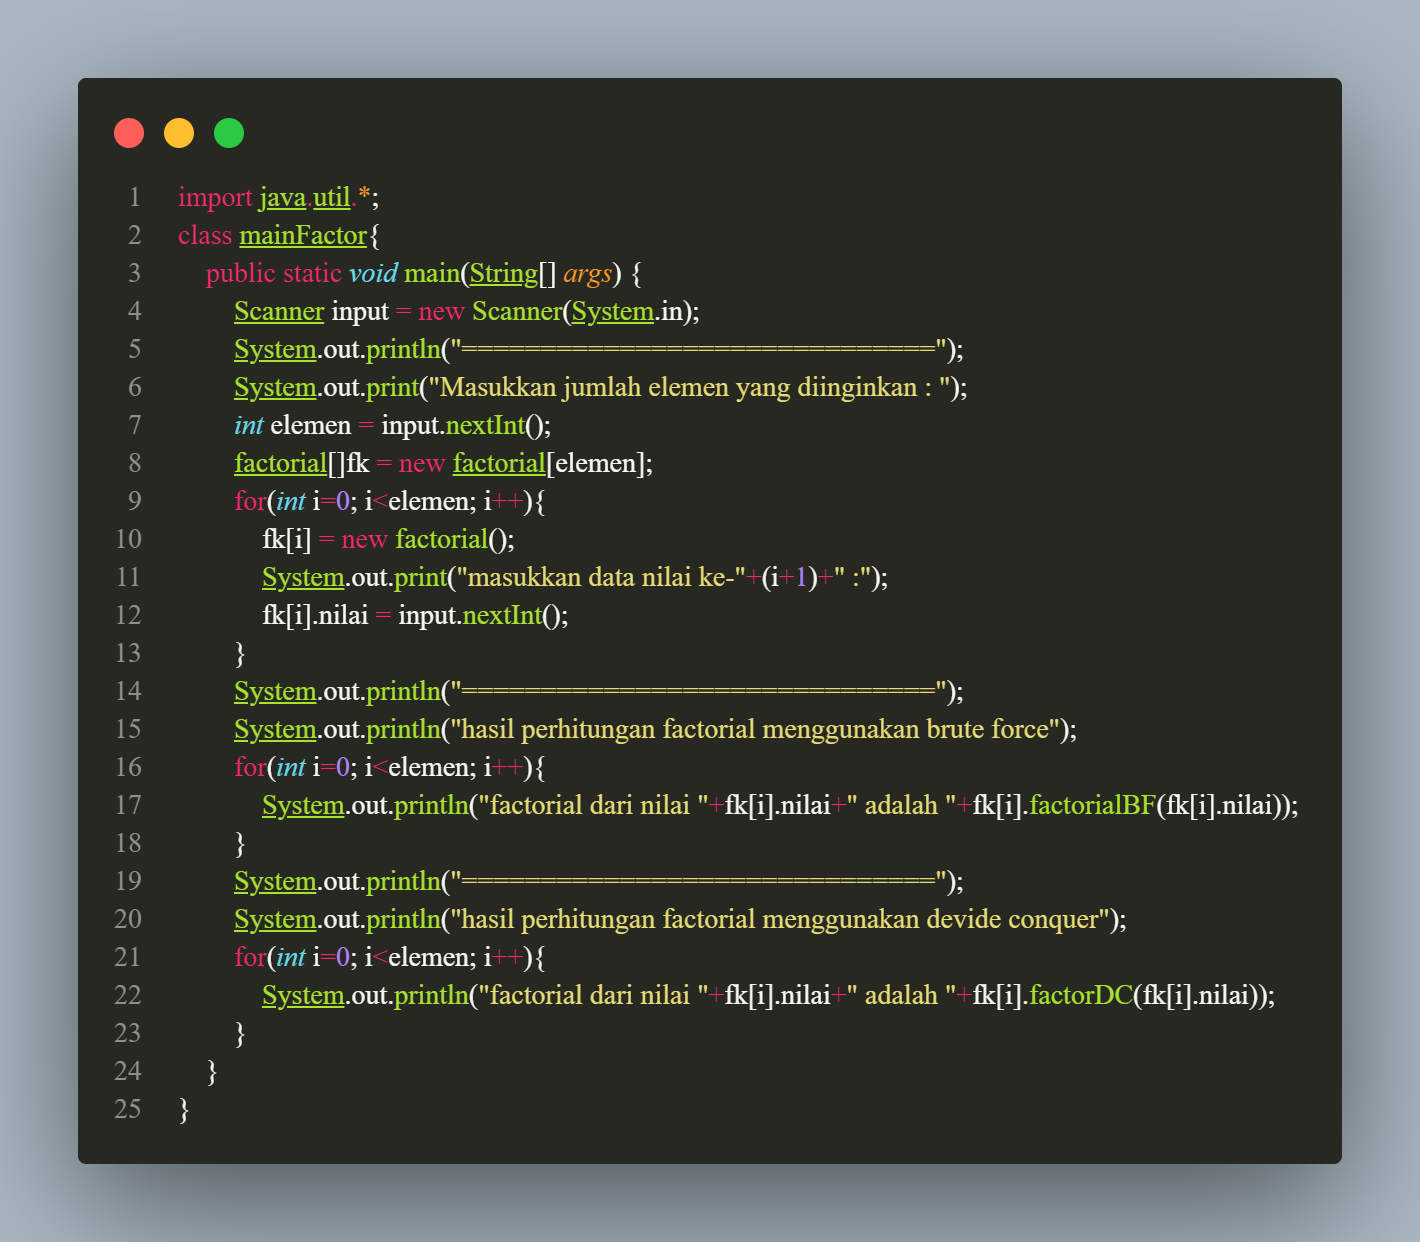 1 import java.util.*;
2 class mainFactor{
3 public static void main(String[] args) {
4 Scanner input = new Scanner(System.in);
5 System.out.println("==============================");
6 System.out.print("Masukkan jumlah elemen yang diinginkan : ");
7 int elemen = input.nextInt();
8 factorial[]fk = new factorial[elemen];
9 for(int i=0; i<elemen; i++){
10 fk[i] = new factorial();
11 System.out.print("masukkan data nilai ke-"+(i+1)+" :");
12 fk[i].nilai = input.nextInt();
13 }
14 System.out.println("==============================");
15 System.out.println("hasil perhitungan factorial menggunakan brute force");
16 for(int i=0; i<elemen; i++){
17 System.out.println("factorial dari nilai "+fk[i].nilai+" adalah "+fk[i].factorialBF(fk[i].nilai));
18 }
19 System.out.println("==============================");
20 System.out.println("hasil perhitungan factorial menggunakan devide conquer");
21 for(int i=0; i<elemen; i++){
22 System.out.println("factorial dari nilai "+fk[i].nilai+" adalah "+fk[i].factorDC(fk[i].nilai));
23 }
24 }
25 }